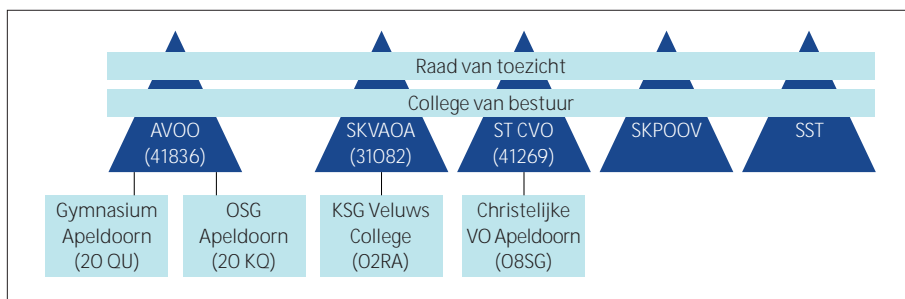 Raad van toezicht
College van bestuur
AVOO
(41836)
SKVAOA
(31082)
ST CVO
(41269)
SKPOOV
SST
Gymnasium
Apeldoorn
(20 QU)
OSG
Apeldoorn
(20 KQ)
KSG Veluws
College
(02RA)
Christelijke
VO Apeldoorn
(08SG)